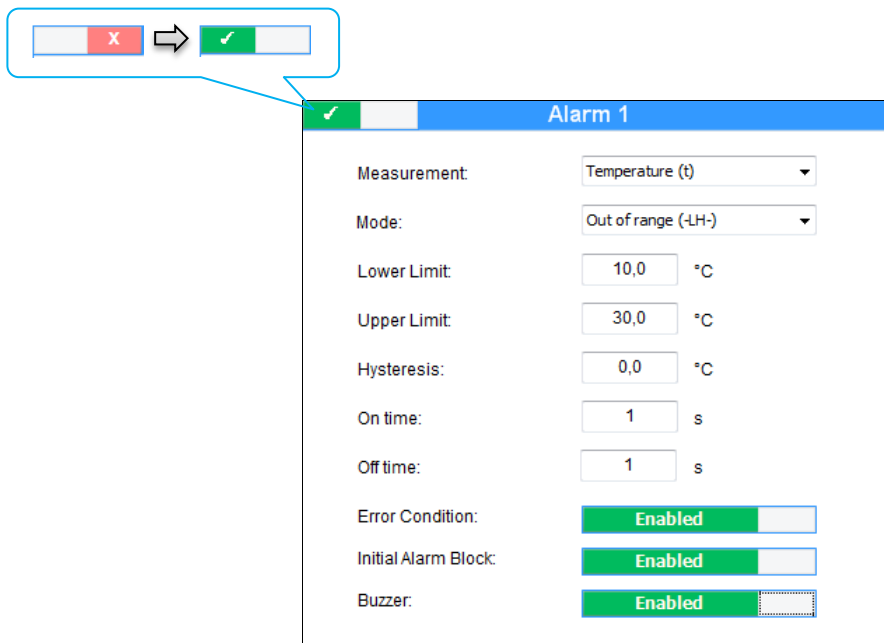 X ✓
✓ Alarm 1
Measurement: Temperature (t)
Mode: Out of range (-LH-)
Lower Limit: 10,0 °C
Upper Limit: 30,0 °C
Hysteresis: 0,0 °C
On time: 1 s
Off time: 1 s
Error Condition: Enabled
Initial Alarm Block: Enabled
Buzzer: Enabled